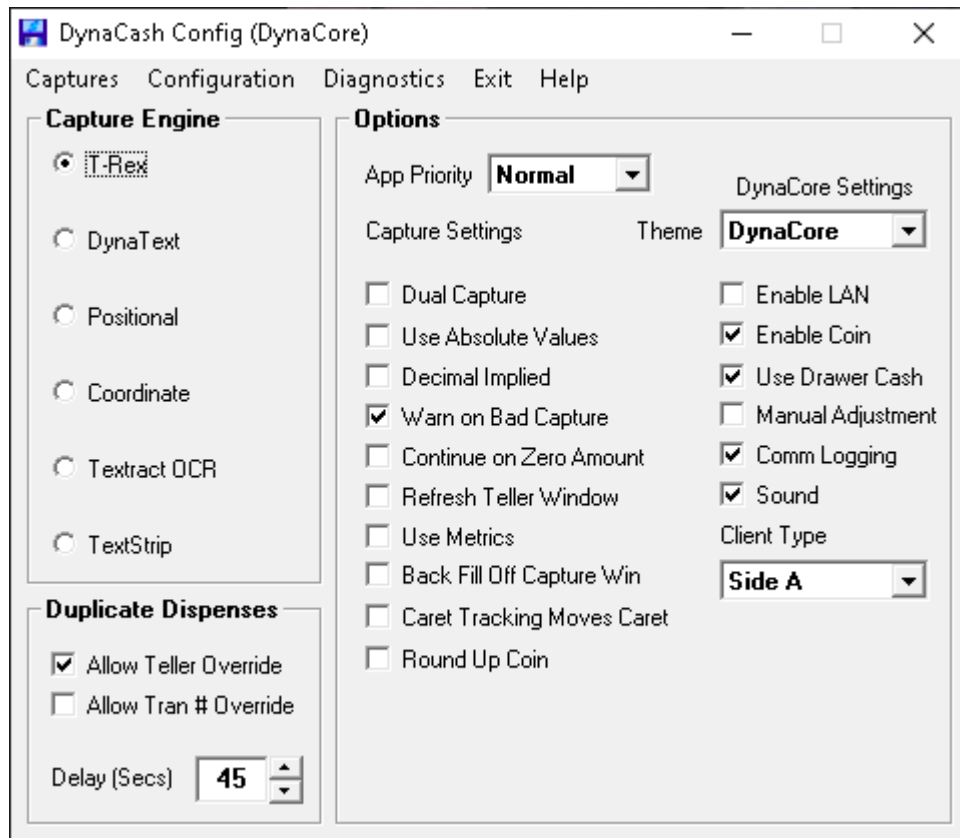 DynaCash Config (DynaCore)
Captures Configuration Diagnostics Exit Help
Capture Engine
T-Rex
DynaText
Positional
Coordinate
Textract OCR
TextStrip
Duplicate Dispenses
Allow Teller Override
Allow Tran # Override
Delay (Secs) 45
Options
App Priority Normal
DynaCore Settings
Capture Settings
Theme DynaCore
Dual Capture
Use Absolute Values
Decimal Implied
Warn on Bad Capture
Continue on Zero Amount
Refresh Teller Window
Use Metrics
Back Fill Off Capture Win
Caret Tracking Moves Caret
Round Up Coin
Enable LAN
Enable Coin
Use Drawer Cash
Manual Adjustment
Comm Logging
Sound
Client Type
Side A